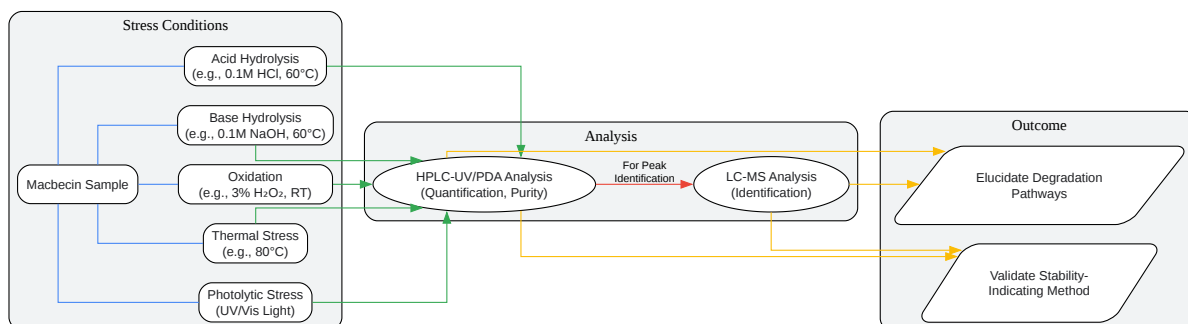 Stress Conditions
Acid Hydrolysis
(e.g., 0.1M HCl, 60°C)
Base Hydrolysis
(e.g., 0.1M NaOH, 60°C)
Macbecin Sample
Oxidation
(e.g., 3% H₂O₂, RT)
Thermal Stress
(e.g., 80°C)
Photolytic Stress
(UV/Vis Light)
Analysis
HPLC-UV/PDA Analysis
(Quantification, Purity)
For Peak
Identification
LC-MS Analysis
(Identification)
Outcome
Elucidate Degradation
Pathways
Validate Stability-
Indicating Method